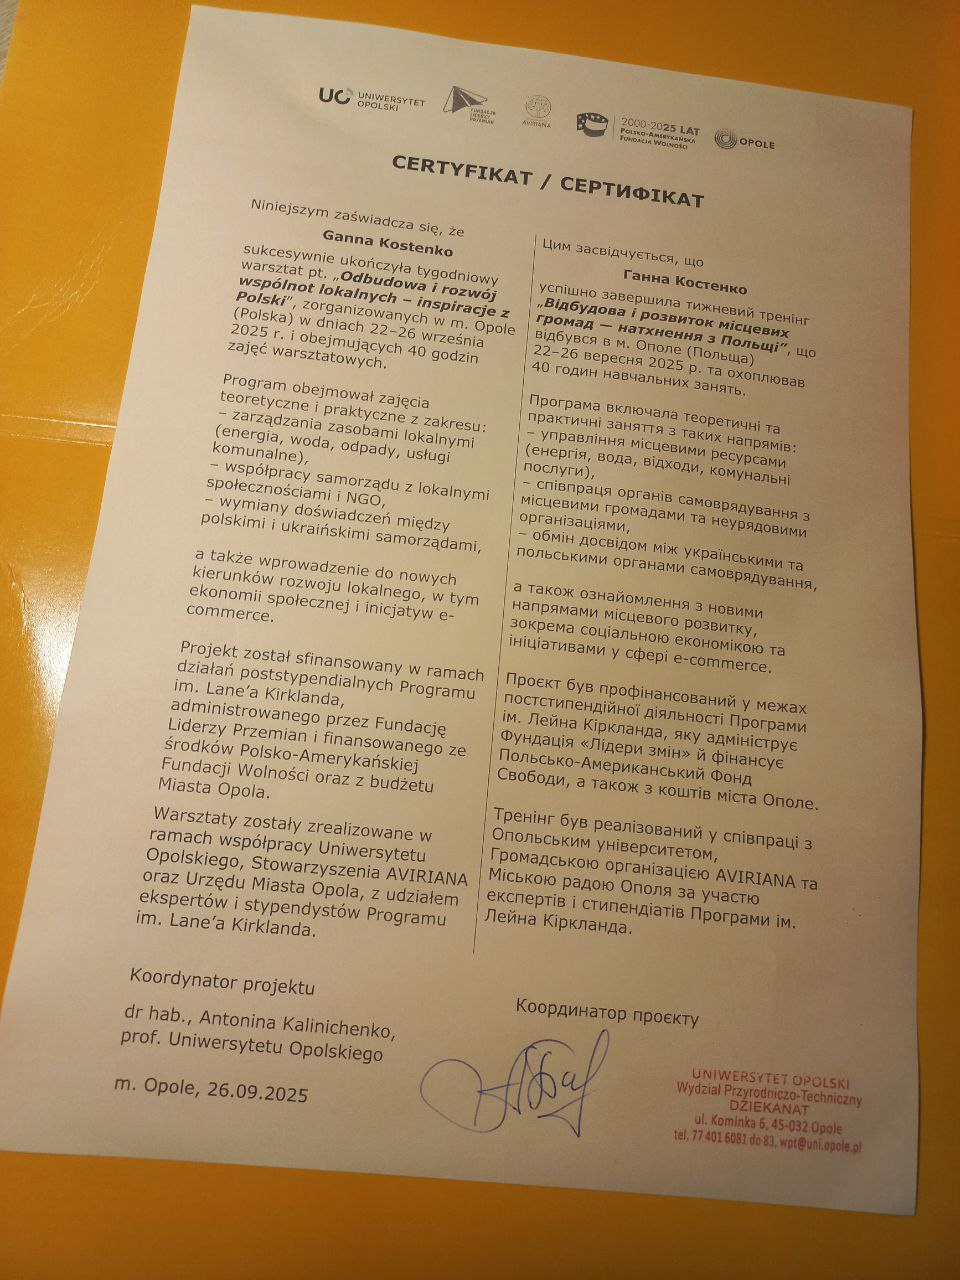 UO UNIWERSYTET
OPOLSKI
FUNDACJA
LIDERZY
PRZEMIAN
AVIRIANA
2000-2025 LAT
POLSKO-AMERYKAŃSKA
FUNDACJA WOLNOŚCI
OPOLE
CERTYFIKAT / СЕРТИФІКАТ
Niniejszym zaświadcza się, że
Ganna Kostenko
sukcesywnie ukończyła tygodniowy
warsztat pt. „Odbudowa i rozwój
wspólnot lokalnych – inspiracje z
Polski”, zorganizowanych w m. Opole
(Polska) w dniach 22–26 września
2025 r. i obejmujących 40 godzin
zajęć warsztatowych.
Program obejmował zajęcia
teoretyczne i praktyczne z zakresu:
– zarządzania zasobami lokalnymi
(energia, woda, odpady, usługi
komunalne),
– współpracy samorządu z lokalnymi
społecznościami i NGO,
– wymiany doświadczeń między
polskimi i ukraińskimi samorządami,
a także wprowadzenie do nowych
kierunków rozwoju lokalnego, w tym
ekonomii społecznej i inicjatyw e-
commerce.
Projekt został sfinansowany w ramach
działań poststypendialnych Programu
im. Lane’a Kirklanda,
administrowanego przez Fundację
Liderzy Przemian i finansowanego ze
środków Polsko-Amerykańskiej
Fundacji Wolności oraz z budżetu
Miasta Opola.
Warsztaty zostały zrealizowane w
ramach współpracy Uniwersytetu
Opolskiego, Stowarzyszenia AVIRIANA
oraz Urzędu Miasta Opola, z udziałem
ekspertów i stypendystów Programu
im. Lane’a Kirklanda.
Цим засвідчується, що
Ганна Костенко
успішно завершила тижневий тренінг
„Відбудова і розвиток місцевих
громад — натхнення з Польщі”, що
відбувся в м. Ополе (Польща)
22–26 вересня 2025 р. та охоплював
40 годин навчальних занять.
Програма включала теоретичні та
практичні заняття з таких напрямів:
– управління місцевими ресурсами
(енергія, вода, відходи, комунальні
послуги),
– співпраця органів самоврядування з
місцевими громадами та неурядовими
організаціями,
– обмін досвідом між українськими та
польськими органами самоврядування,
а також ознайомлення з новими
напрямами місцевого розвитку,
зокрема соціальною економікою та
ініціативами у сфері e-commerce.
Проєкт був профінансований у межах
постстипендійної діяльності Програми
ім. Лейна Кіркланда, яку адмініструє
Фундація «Лідери змін» й фінансує
Польсько-Американський Фонд
Свободи, а також з коштів міста Ополе.
Тренінг був реалізований у співпраці з
Опольським університетом,
Громадською організацією AVIRIANA та
Міською радою Ополя за участю
експертів і стипендіатів Програми ім.
Лейна Кіркланда.
Koordynator projektu
dr hab., Antonina Kalinichenko,
prof. Uniwersytetu Opolskiego
m. Opole, 26.09.2025
Координатор проєкту
UNIWERSYTET OPOLSKI
Wydział Przyrodniczo-Techniczny
DZIEKANAT
ul. Kominka 6, 45-032 Opole
tel. 77 401 6081 do 83, wpt@uni.opole.pl